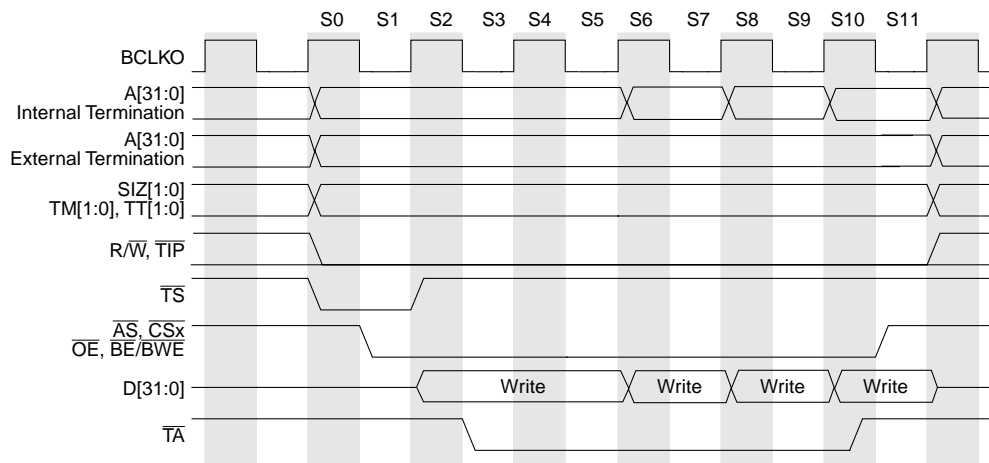 S0 S1 S2 S3 S4 S5 S6 S7 S8 S9 S10 S11
BCLKO
A[31:0]
Internal Termination
A[31:0]
External Termination
SIZ[1:0]
TM[1:0], TT[1:0]
R/W, TIP
TS
AS, CSx
OE, BE/BWE
D[31:0] Write Write Write Write
TA